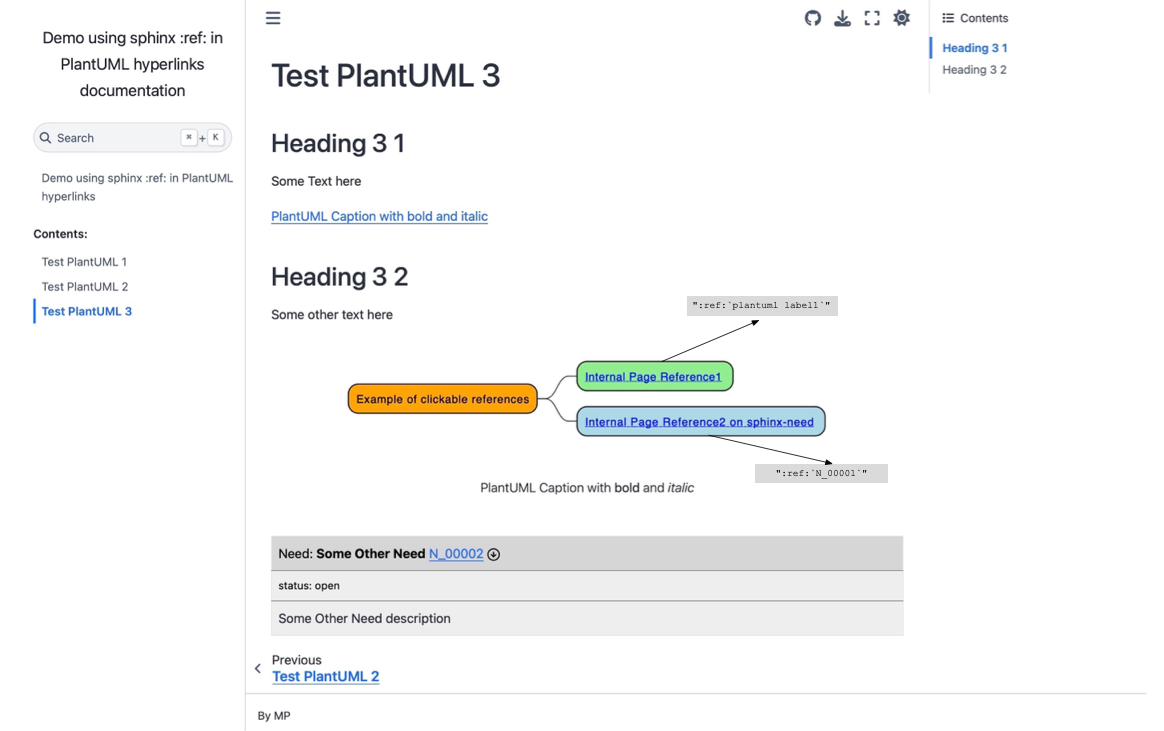 Demo using sphinx :ref: in
PlantUML hyperlinks
documentation
Search ⌘ + K
Demo using sphinx :ref: in PlantUML
hyperlinks
Contents:
Test PlantUML 1
Test PlantUML 2
Test PlantUML 3
Test PlantUML 3
Heading 3 1
Some Text here
PlantUML Caption with bold and italic
Heading 3 2
Some other text here
":ref:`plantuml label1`"
Internal Page Reference1
Example of clickable references
Internal Page Reference2 on sphinx-need
":ref:`N_00001`"
PlantUML Caption with bold and italic
Need: Some Other Need N_00002
status: open
Some Other Need description
Previous
Test PlantUML 2
By MP
Contents
Heading 3 1
Heading 3 2